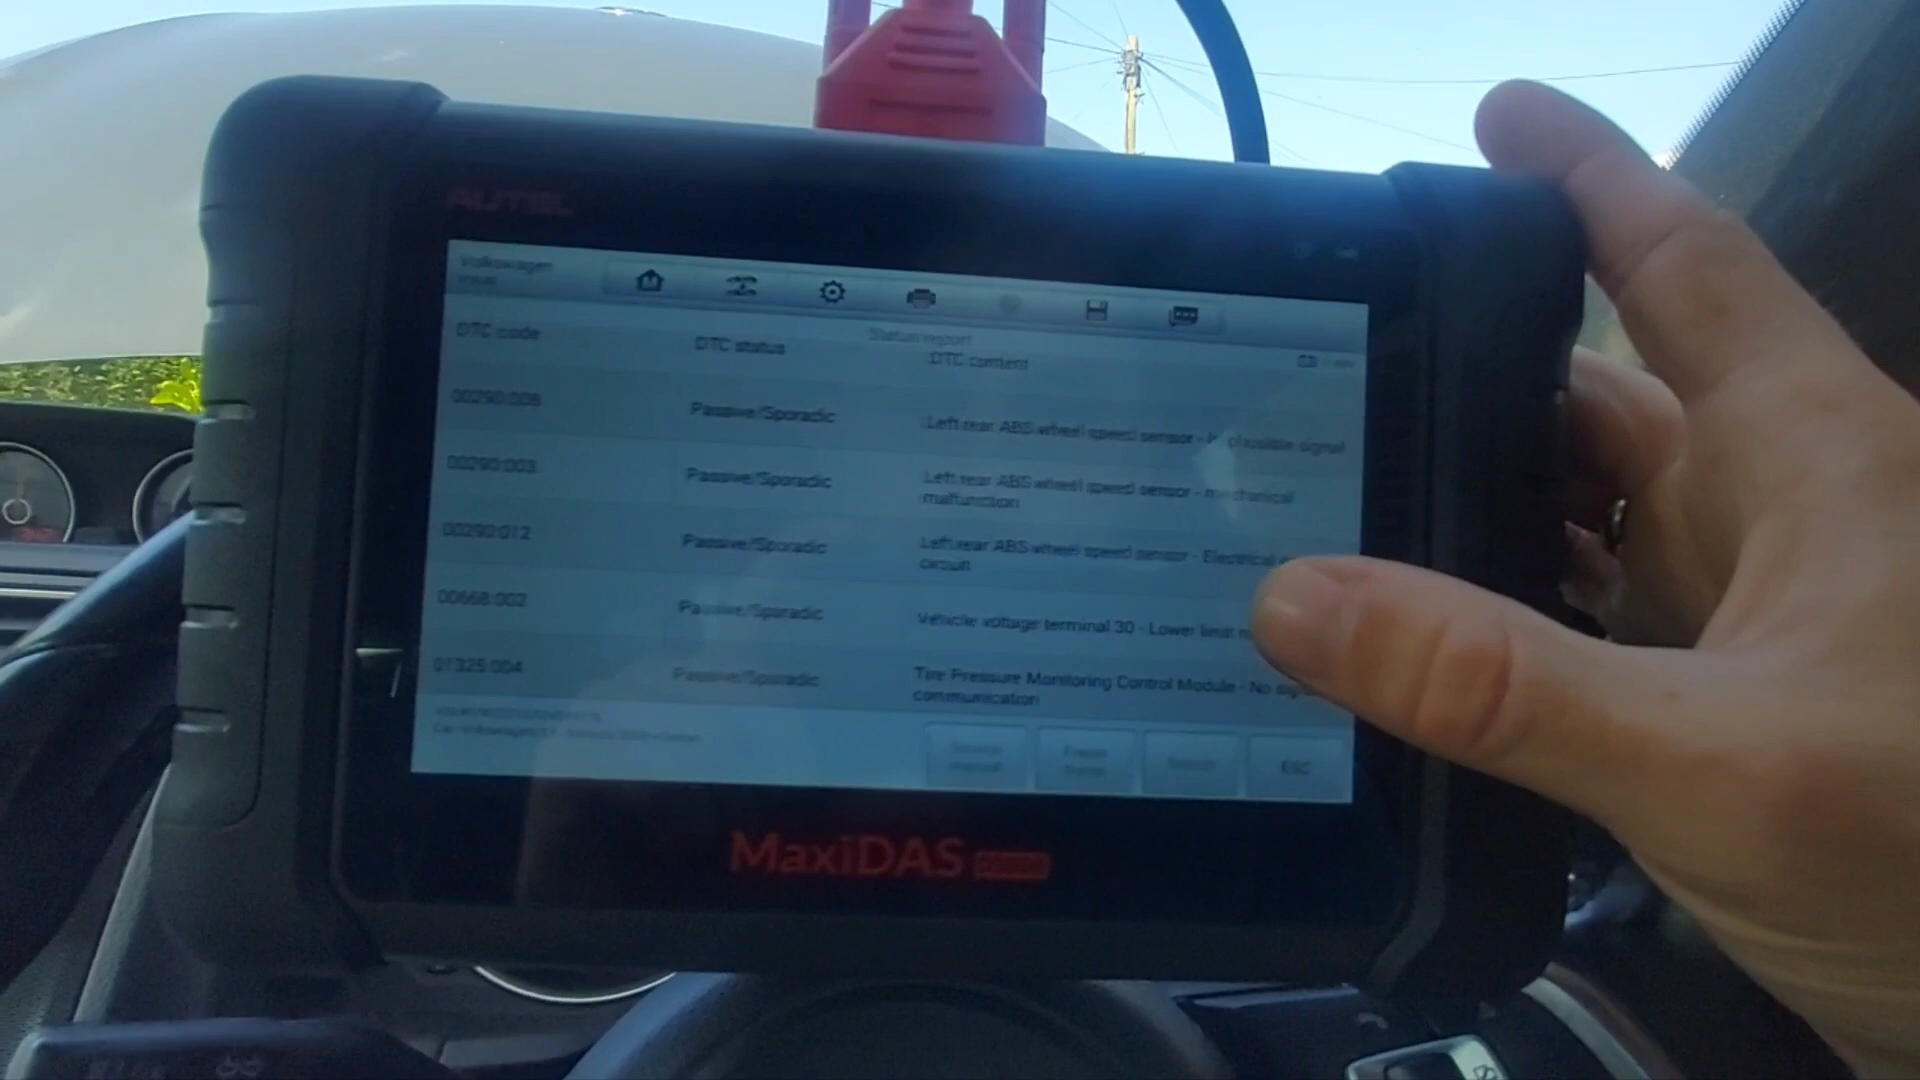 AUTEL
Volkswagen
Status report
DTC code DTC status DTC content
00290:008 Passive/Sporadic Left rear ABS wheel speed sensor - plausible signal
00290:003 Passive/Sporadic Left rear ABS wheel speed sensor - mechanical
malfunction
00290:012 Passive/Sporadic Left rear ABS wheel speed sensor - Electrical
circuit
00668:002 Passive/Sporadic Vehicle voltage terminal 30 - Lower limit
01325:004 Passive/Sporadic Tire Pressure Monitoring Control Module - No
communication
Freeze
frame
Search
ESC
MaxiDAS